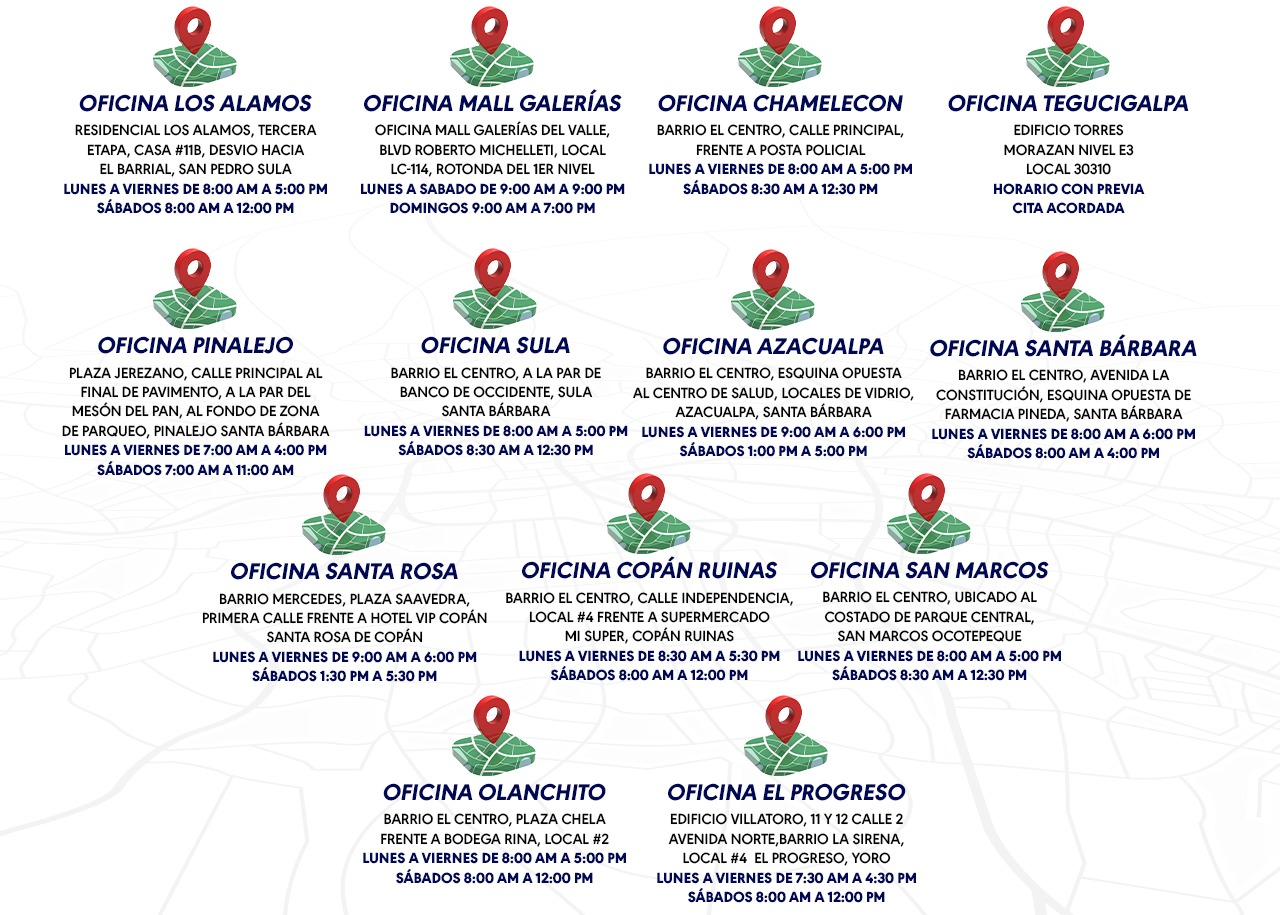 OFICINA LOS ALAMOS
RESIDENCIAL LOS ALAMOS, TERCERA
ETAPA, CASA #11B, DESVIO HACIA
EL BARRIAL, SAN PEDRO SULA
LUNES A VIERNES DE 8:00 AM A 5:00 PM
SÁBADOS 8:00 AM A 12:00 PM
OFICINA MALL GALERÍAS
OFICINA MALL GALERÍAS DEL VALLE,
BLVD ROBERTO MICHELLETI, LOCAL
LC-114, ROTONDA DEL 1ER NIVEL
LUNES A SABADO DE 9:00 AM A 9:00 PM
DOMINGOS 9:00 AM A 7:00 PM
OFICINA CHAMELECON
BARRIO EL CENTRO, CALLE PRINCIPAL,
FRENTE A POSTA POLICIAL
LUNES A VIERNES DE 8:00 AM A 5:00 PM
SÁBADOS 8:30 AM A 12:30 PM
OFICINA TEGUCIGALPA
EDIFICIO TORRES
MORAZAN NIVEL E3
LOCAL 30310
HORARIO CON PREVIA
CITA ACORDADA
OFICINA PINALEJO
PLAZA JEREZANO, CALLE PRINCIPAL AL
FINAL DE PAVIMENTO, A LA PAR DEL
MESÓN DEL PAN, AL FONDO DE ZONA
DE PARQUEO, PINALEJO SANTA BÁRBARA
LUNES A VIERNES DE 7:00 AM A 4:00 PM
SÁBADOS 7:00 AM A 11:00 AM
OFICINA SULA
BARRIO EL CENTRO, A LA PAR DE
BANCO DE OCCIDENTE, SULA
SANTA BÁRBARA
LUNES A VIERNES DE 8:00 AM A 5:00 PM
SÁBADOS 8:30 AM A 12:30 PM
OFICINA AZACUALPA
BARRIO EL CENTRO, ESQUINA OPUESTA
AL CENTRO DE SALUD, LOCALES DE VIDRIO,
AZACUALPA, SANTA BÁRBARA
LUNES A VIERNES DE 9:00 AM A 6:00 PM
SÁBADOS 1:00 PM A 5:00 PM
OFICINA SANTA BÁRBARA
BARRIO EL CENTRO, AVENIDA LA
CONSTITUCIÓN, ESQUINA OPUESTA DE
FARMACIA PINEDA, SANTA BÁRBARA
LUNES A VIERNES DE 8:00 AM A 6:00 PM
SÁBADOS 8:00 AM A 4:00 PM
OFICINA SANTA ROSA
BARRIO MERCEDES, PLAZA SAAVEDRA,
PRIMERA CALLE FRENTE A HOTEL VIP COPÁN
SANTA ROSA DE COPÁN
LUNES A VIERNES DE 9:00 AM A 6:00 PM
SÁBADOS 1:30 PM A 5:30 PM
OFICINA COPÁN RUINAS
BARRIO EL CENTRO, CALLE INDEPENDENCIA,
LOCAL #4 FRENTE A SUPERMERCADO
MI SUPER, COPÁN RUINAS
LUNES A VIERNES DE 8:30 AM A 5:30 PM
SÁBADOS 8:00 AM A 12:00 PM
OFICINA SAN MARCOS
BARRIO EL CENTRO, UBICADO AL
COSTADO DE PARQUE CENTRAL,
SAN MARCOS OCOTEPEQUE
LUNES A VIERNES DE 8:00 AM A 5:00 PM
SÁBADOS 8:30 AM A 12:30 PM
OFICINA OLANCHITO
BARRIO EL CENTRO, PLAZA CHELA
FRENTE A BODEGA RINA, LOCAL #2
LUNES A VIERNES DE 8:00 AM A 5:00 PM
SÁBADOS 8:00 AM A 12:00 PM
OFICINA EL PROGRESO
EDIFICIO VILLATORO, 11 Y 12 CALLE 2
AVENIDA NORTE,BARRIO LA SIRENA,
LOCAL #4 EL PROGRESO, YORO
LUNES A VIERNES DE 7:30 AM A 4:30 PM
SÁBADOS 8:00 AM A 12:00 PM